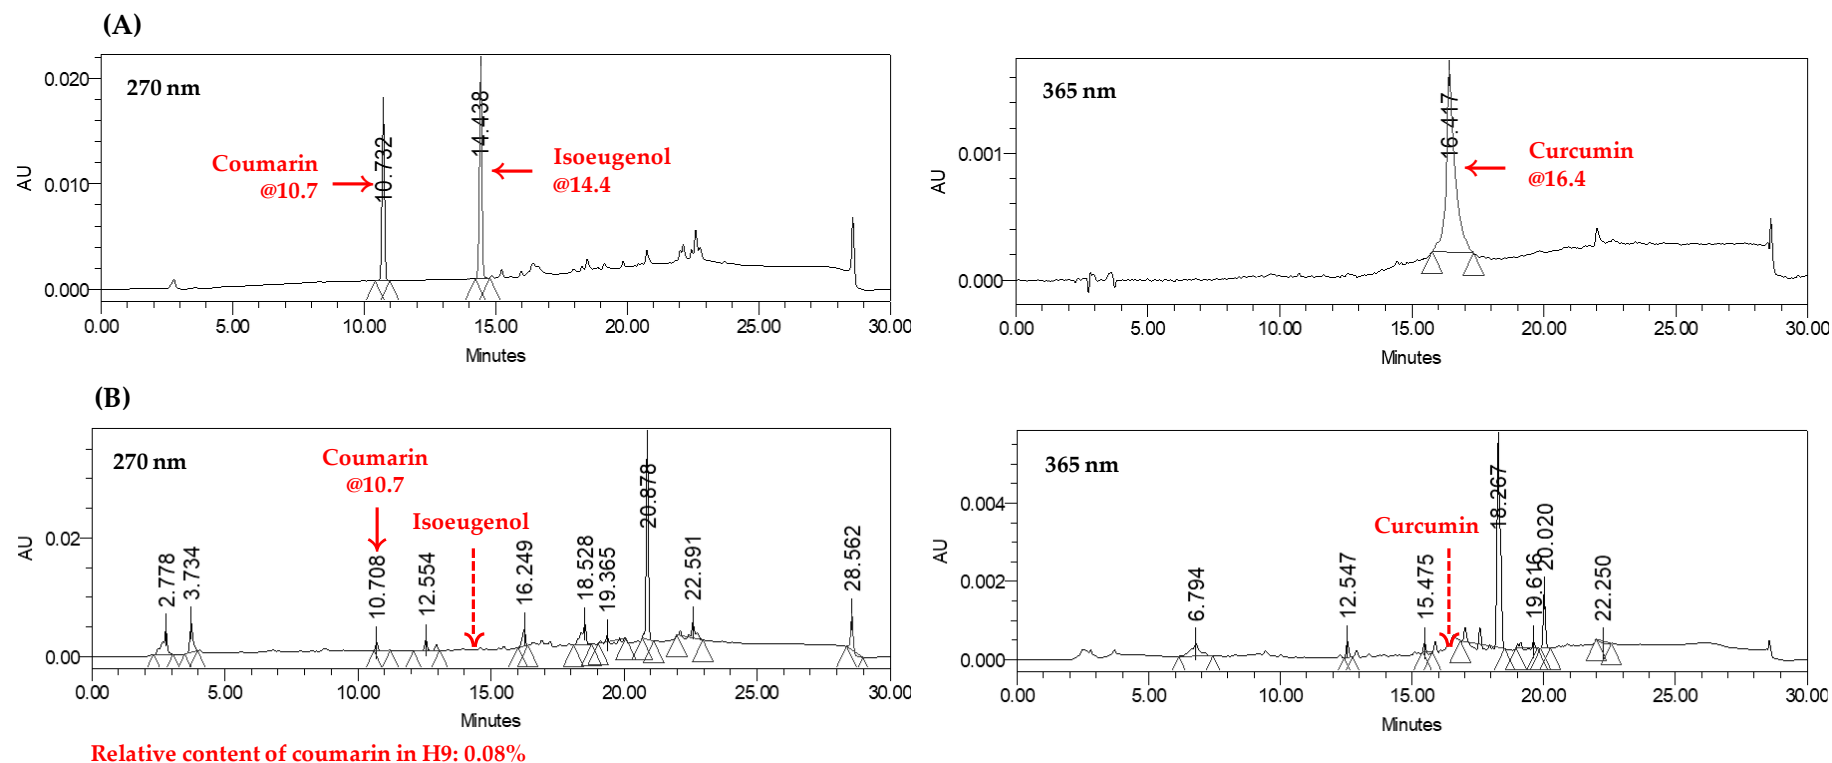 (A)
270 nm
365 nm
0.020
0.010
0.000
AU
Coumarin
@10.7
10.732
14.438
Isoeugenol
@14.4
0.00
5.00
10.00
15.00
20.00
25.00
30.00
Minutes
0.001
0.000
AU
16.417
Curcumin
@16.4
0.00
5.00
10.00
15.00
20.00
25.00
30.00
Minutes
(B)
270 nm
0.02
0.00
AU
Coumarin
@10.7
Isoeugenol
2.778
3.734
10.708
12.554
16.249
18.528
19.365
20.878
22.591
28.562
0.00
5.00
10.00
15.00
20.00
25.00
30.00
Minutes
365 nm
0.004
0.002
0.000
AU
Curcumin
6.794
12.547
15.475
18.267
19.616
20.020
22.250
0.00
5.00
10.00
15.00
20.00
25.00
30.00
Minutes
Relative content of coumarin in H9: 0.08%